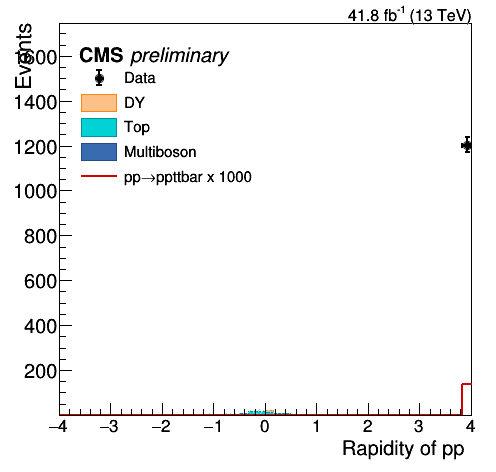 41.8 fb⁻¹ (13 TeV)
Events
CMS preliminary
Data
DY
Top
Multiboson
pp→ppttbar x 1000
1600
1400
1200
1000
800
600
400
200
−4 −3 −2 −1 0 1 2 3 4
Rapidity of pp